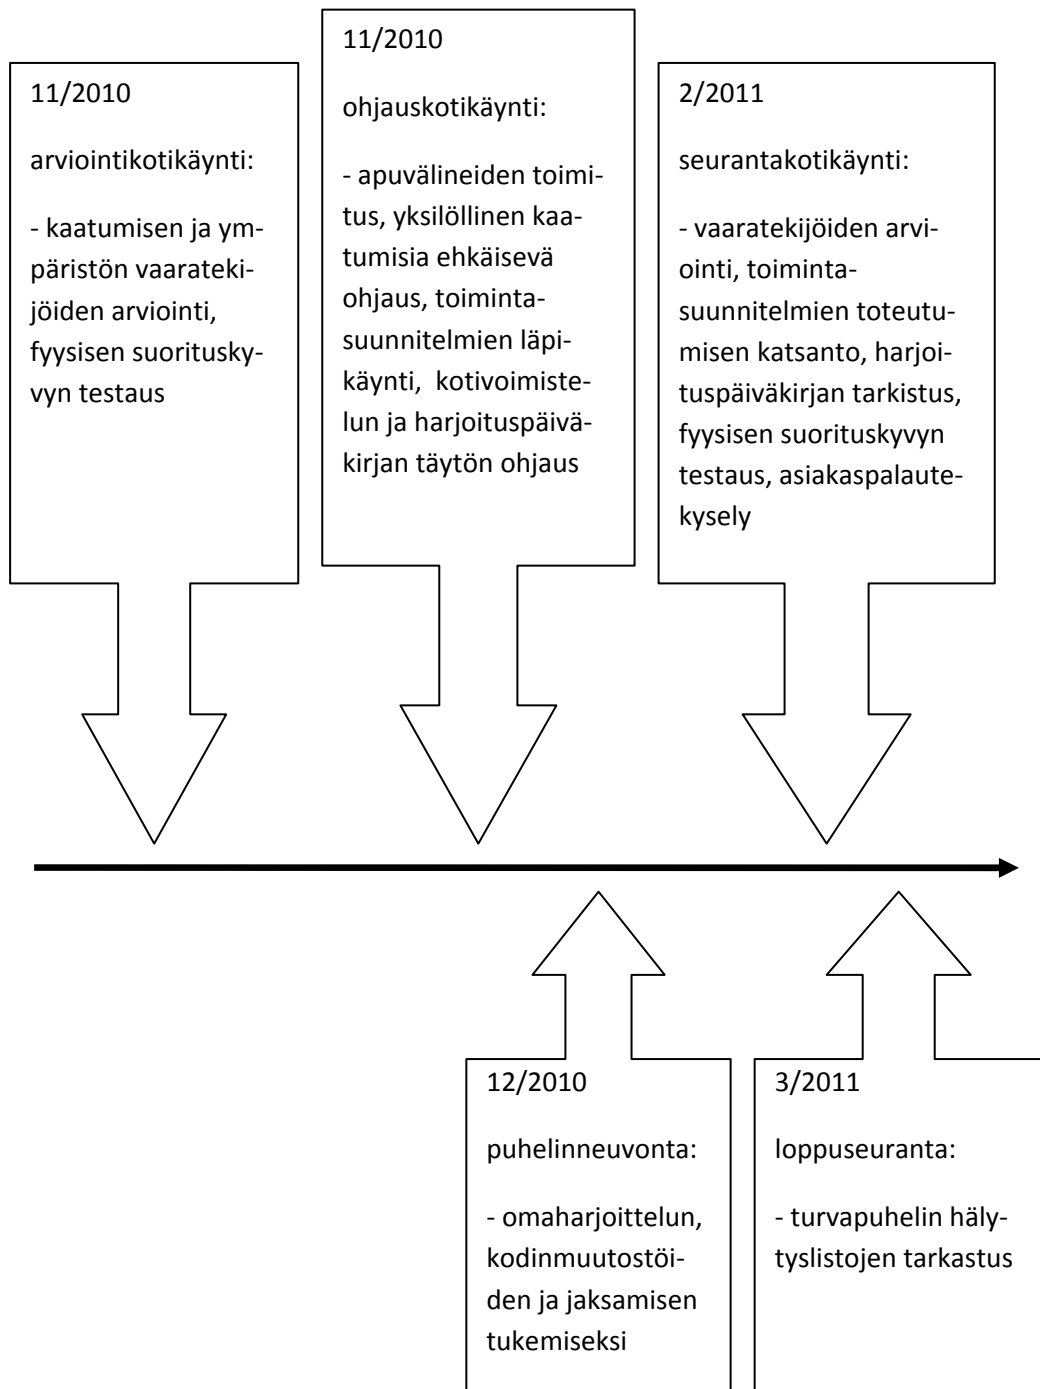 11/2010
arviointikotikäynti:
- kaatumisen ja ym-
päristön vaarateki-
jöiden arviointi,
fyysisen suoritusky-
vyn testaus
11/2010
ohjauskotikäynti:
- apuvälineiden toimi-
tus, yksilöllinen kaa-
tumisia ehkäisevä
ohjaus, toiminta-
suunnitelmien läpi-
käynti, kotivoimiste-
lun ja harjoituspäivä-
kirjan täytön ohjaus
2/2011
seurantakotikäynti:
- vaaratekijöiden arvi-
ointi, toiminta-
suunnitelmien toteutu-
misen katsanto, harjoi-
tuspäiväkirjan tarkistus,
fyysisen suorituskyvyn
testaus, asiakaspalaute-
kysely
12/2010
puhelinneuvonta:
- omaharjoittelun,
kodinmuutostöi-
den ja jaksamisen
tukemiseksi
3/2011
loppuseuranta:
- turvapuhelin häly-
tyslistojen tarkastus